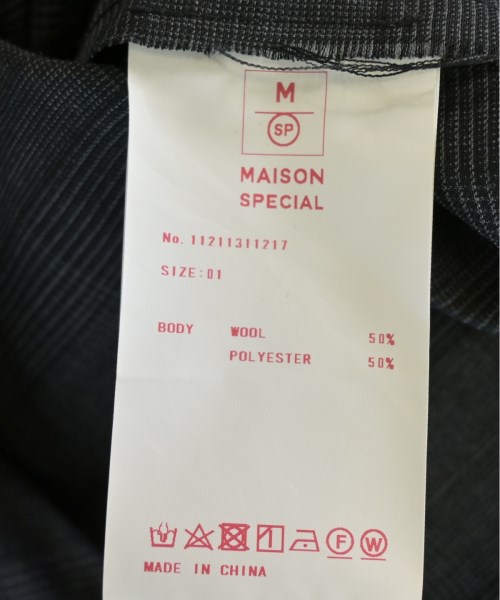 M
SP
MAISON
SPECIAL
No. 11211311217
SIZE:01
BODY WOOL 50%
POLYESTER 50%
F W
MADE IN CHINA